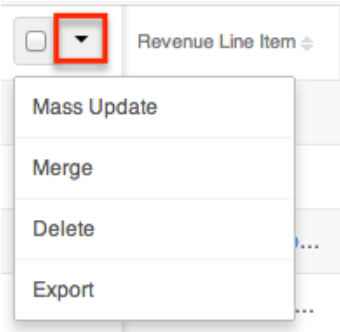 Revenue Line Item
Mass Update
Merge
Delete
...
Export
...